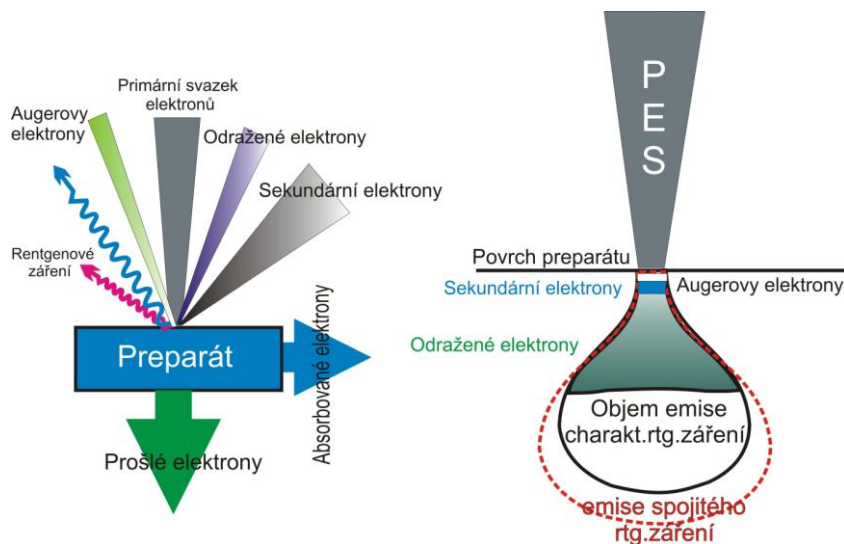 Primární svazek
elektronů
Augerovy
elektrony
Odražené elektrony
Sekundární elektrony
Rentgenové
záření
Preparát
Absorbované elektrony
Prošlé elektrony
PES
Povrch preparátu
Sekundární elektrony
Augerovy elektrony
Odražené elektrony
Objem emise
charakt.rtg.záření
emise spojitého
rtg.záření